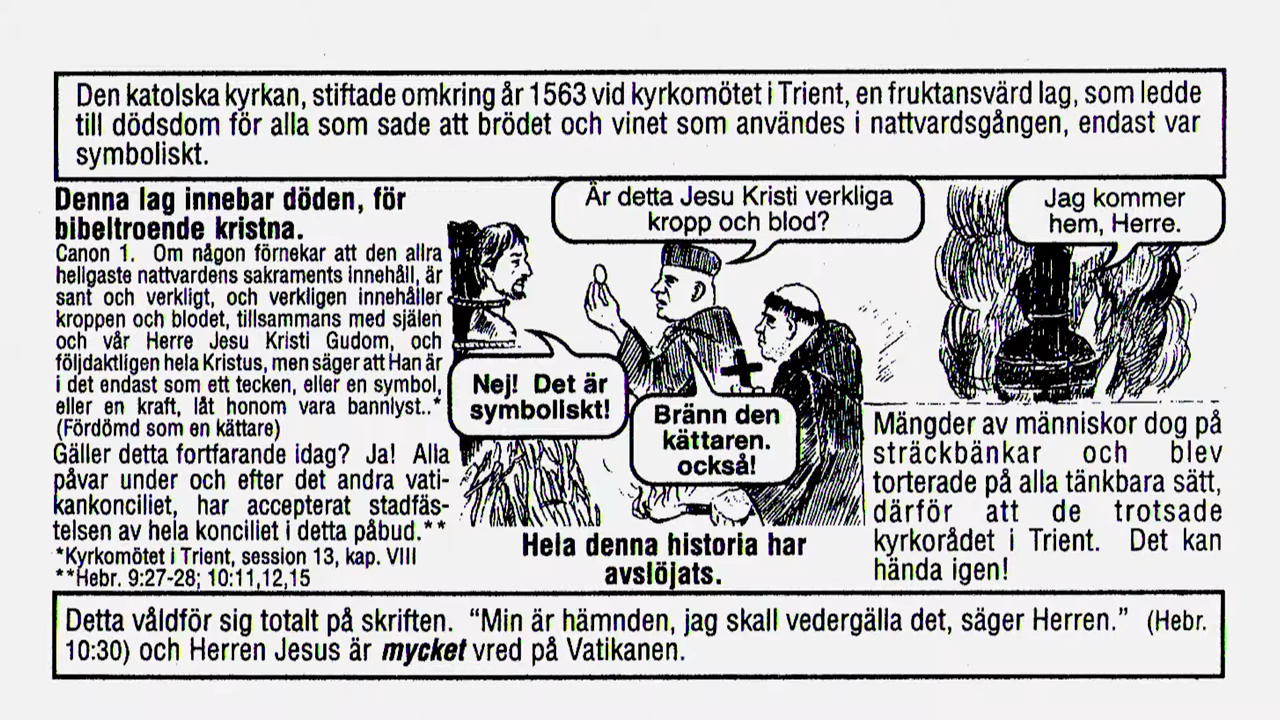 Den katolska kyrkan, stiftade omkring år 1563 vid kyrkomötet i Trient, en fruktansvärd lag, som ledde
till dödsdom för alla som sade att brödet och vinet som användes i nattvardsgången, endast var
symboliskt.
Denna lag innebar döden, för
bibeltroende kristna.
Canon 1. Om någon förnekar att den allra
hellgaste nattvardens sakraments innehåll, är
sant och verkligt, och verkligen innehåller
kroppen och blodet, tillsammans med själen
och vår Herre Jesu Kristi Gudom, och
följdaktligen hela Kristus, men säger att Han är
i det endast som ett tecken, eller en symbol,
eller en kraft, låt honom vara bannlyst..*
(Fördömd som en kättare)
Gäller detta fortfarande idag? Ja! Alla
påvar under och efter det andra vati-
kankonciliet, har accepterat stadfäs-
telsen av hela konciliet i detta påbud.**
*Kyrkomötet i Trient, session 13, kap. VIII
**Hebr. 9:27-28; 10:11,12,15
Är detta Jesu Kristi verkliga
kropp och blod?
Nej! Det är
symboliskt!
Bränn den
kättaren.
också!
Hela denna historia har
avslöjats.
Jag kommer
hem, Herre.
Mängder av människor dog på
sträckbänkar och blev
torterade på alla tänkbara sätt,
därför att de trotsade
kyrkorådet i Trient. Det kan
hända igen!
Detta våldför sig totalt på skriften. “Min är hämnden, jag skall vedergälla det, säger Herren.” (Hebr.
10:30) och Herren Jesus är mycket vred på Vatikanen.